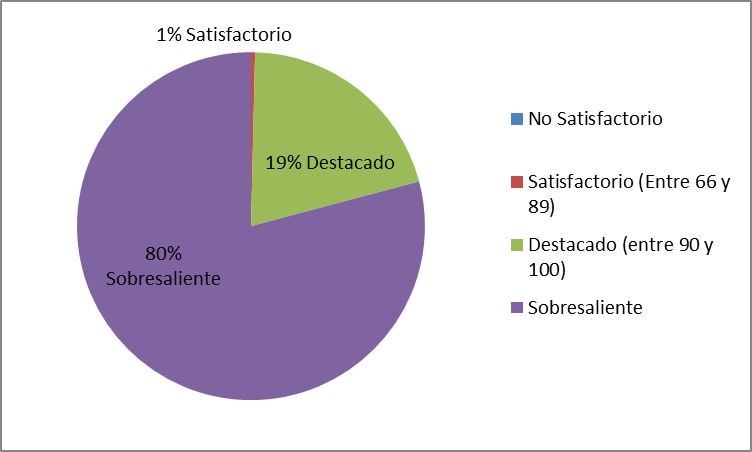 1% Satisfactorio
19% Destacado
80%
Sobresaliente
No Satisfactorio
Satisfactorio (Entre 66 y
89)
Destacado (entre 90 y
100)
Sobresaliente